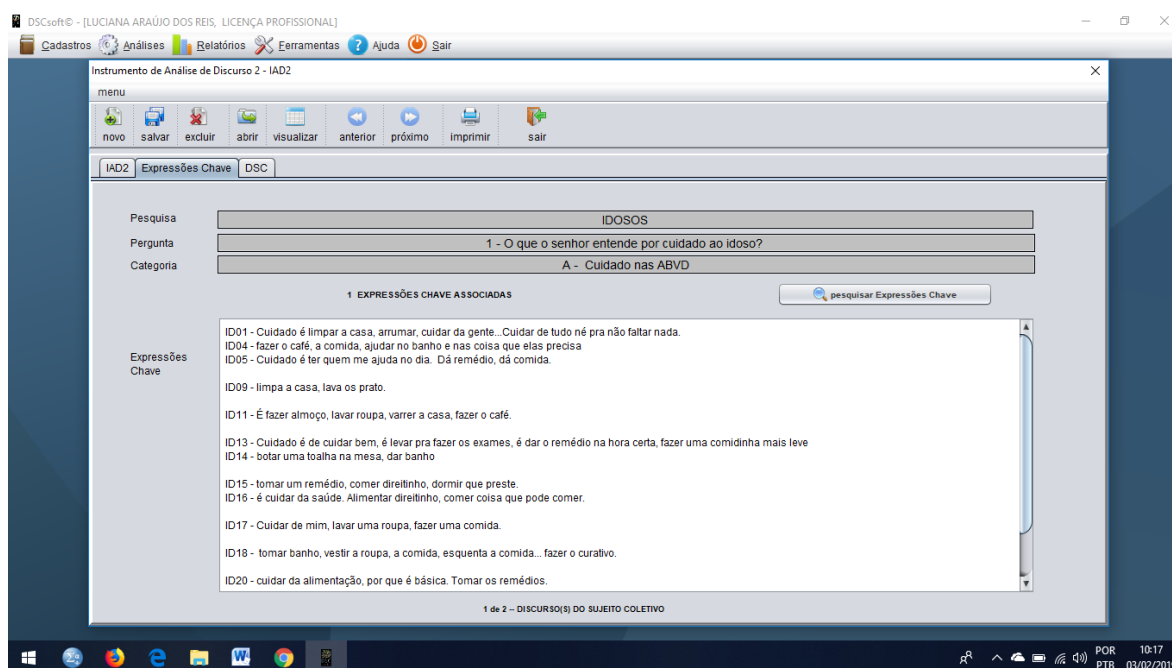 DSCsoft© - [LUCIANA ARAÚJO DOS REIS, LICENÇA PROFISSIONAL]
Cadastros Análises Relatórios Ferramentas Ajuda Sair
Instrumento de Análise de Discurso 2 - IAD2
menu
novo salvar excluir abrir visualizar anterior próximo imprimir sair
IAD2 Expressões Chave DSC
Pesquisa IDOSOS
Pergunta 1 - O que o senhor entende por cuidado ao idoso?
Categoria A - Cuidado nas ABVD
1 EXPRESSÕES CHAVE ASSOCIADAS pesquisar Expressões Chave
Expressões
Chave
ID01 - Cuidado é limpar a casa, arrumar, cuidar da gente...Cuidar de tudo né pra não faltar nada.
ID04 - fazer o café, a comida, ajudar no banho e nas coisa que elas precisa
ID05 - Cuidado é ter quem me ajuda no dia. Dá remédio, dá comida.
ID09 - limpa a casa, lava os prato.
ID11 - É fazer almoço, lavar roupa, varrer a casa, fazer o café.
ID13 - Cuidado é de cuidar bem, é levar pra fazer os exames, é dar o remédio na hora certa, fazer uma comidinha mais leve
ID14 - botar uma toalha na mesa, dar banho
ID15 - tomar um remédio, comer direitinho, dormir que preste.
ID16 - é cuidar da saúde. Alimentar direitinho, comer coisa que pode comer.
ID17 - Cuidar de mim, lavar uma roupa, fazer uma comida.
ID18 - tomar banho, vestir a roupa, a comida, esquenta a comida... fazer o curativo.
ID20 - cuidar da alimentação, por que é básica. Tomar os remédios.
1 de 2 -- DISCURSO(S) DO SUJEITO COLETIVO
POR 10:17
PTB